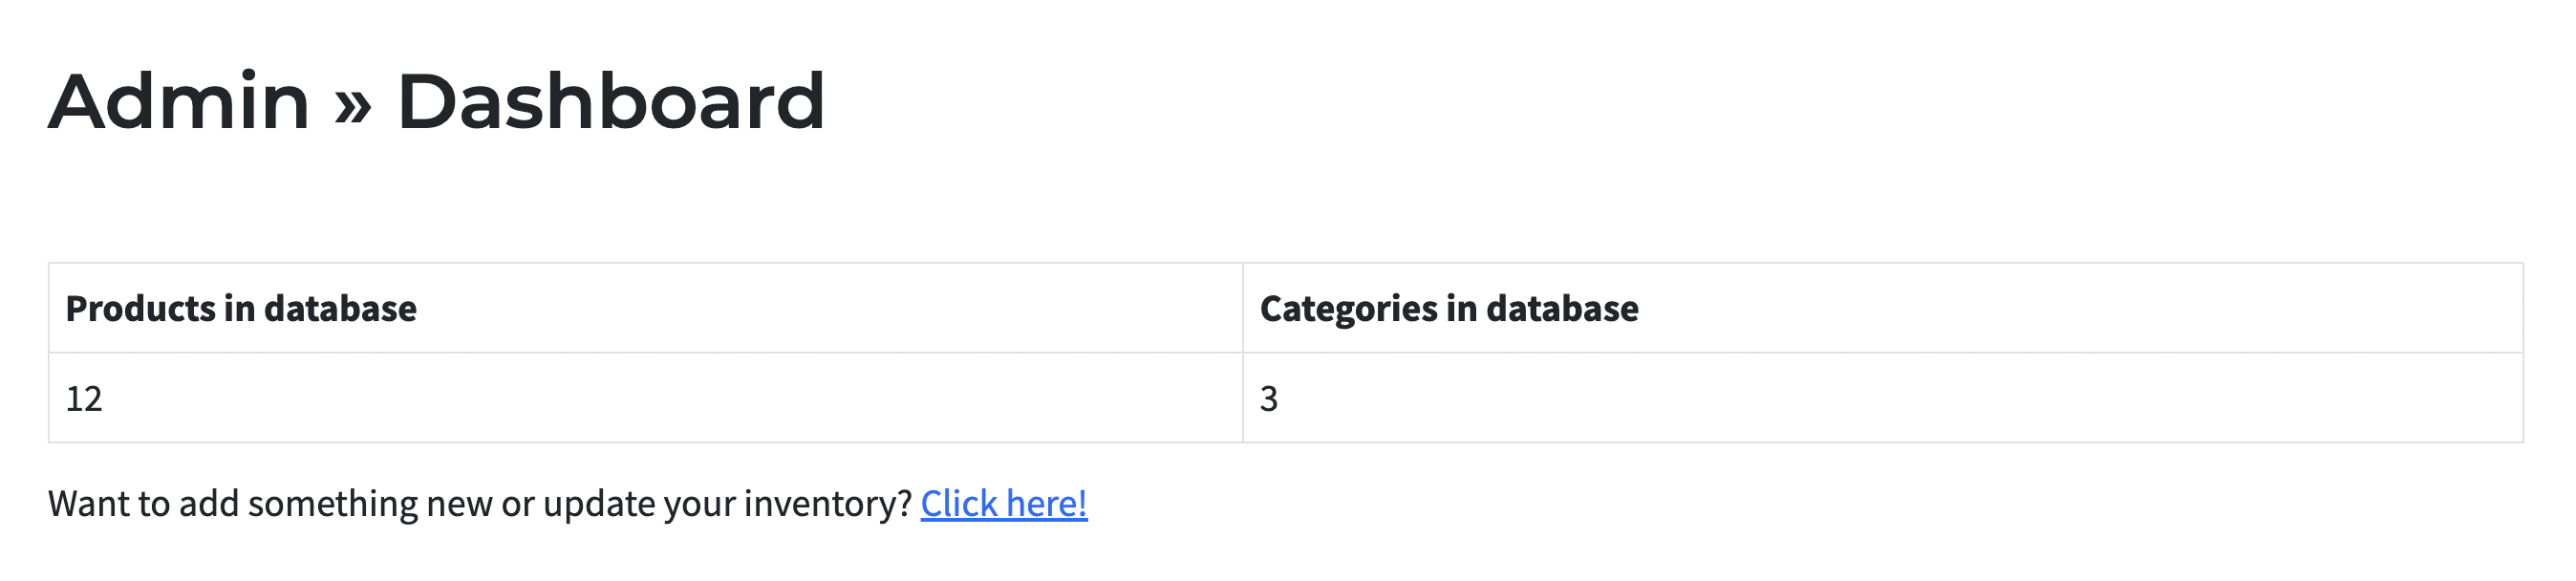 Admin » Dashboard
Products in database Categories in database
12 3
Want to add something new or update your inventory? Click here!